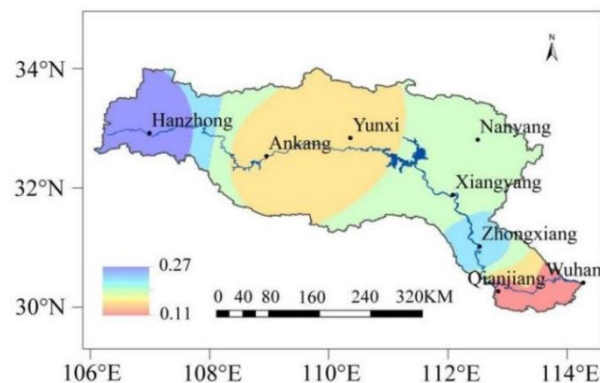 N
34°N
Hanzhong
Yunxi
Nanyang
Ankang
32°N
Xiangyang
Zhongxiang
0.27
Qianjiang
Wuhan
0 40 80 160 240 320KM
0.11
30°N
106°E 108°E 110°E 112°E 114°E